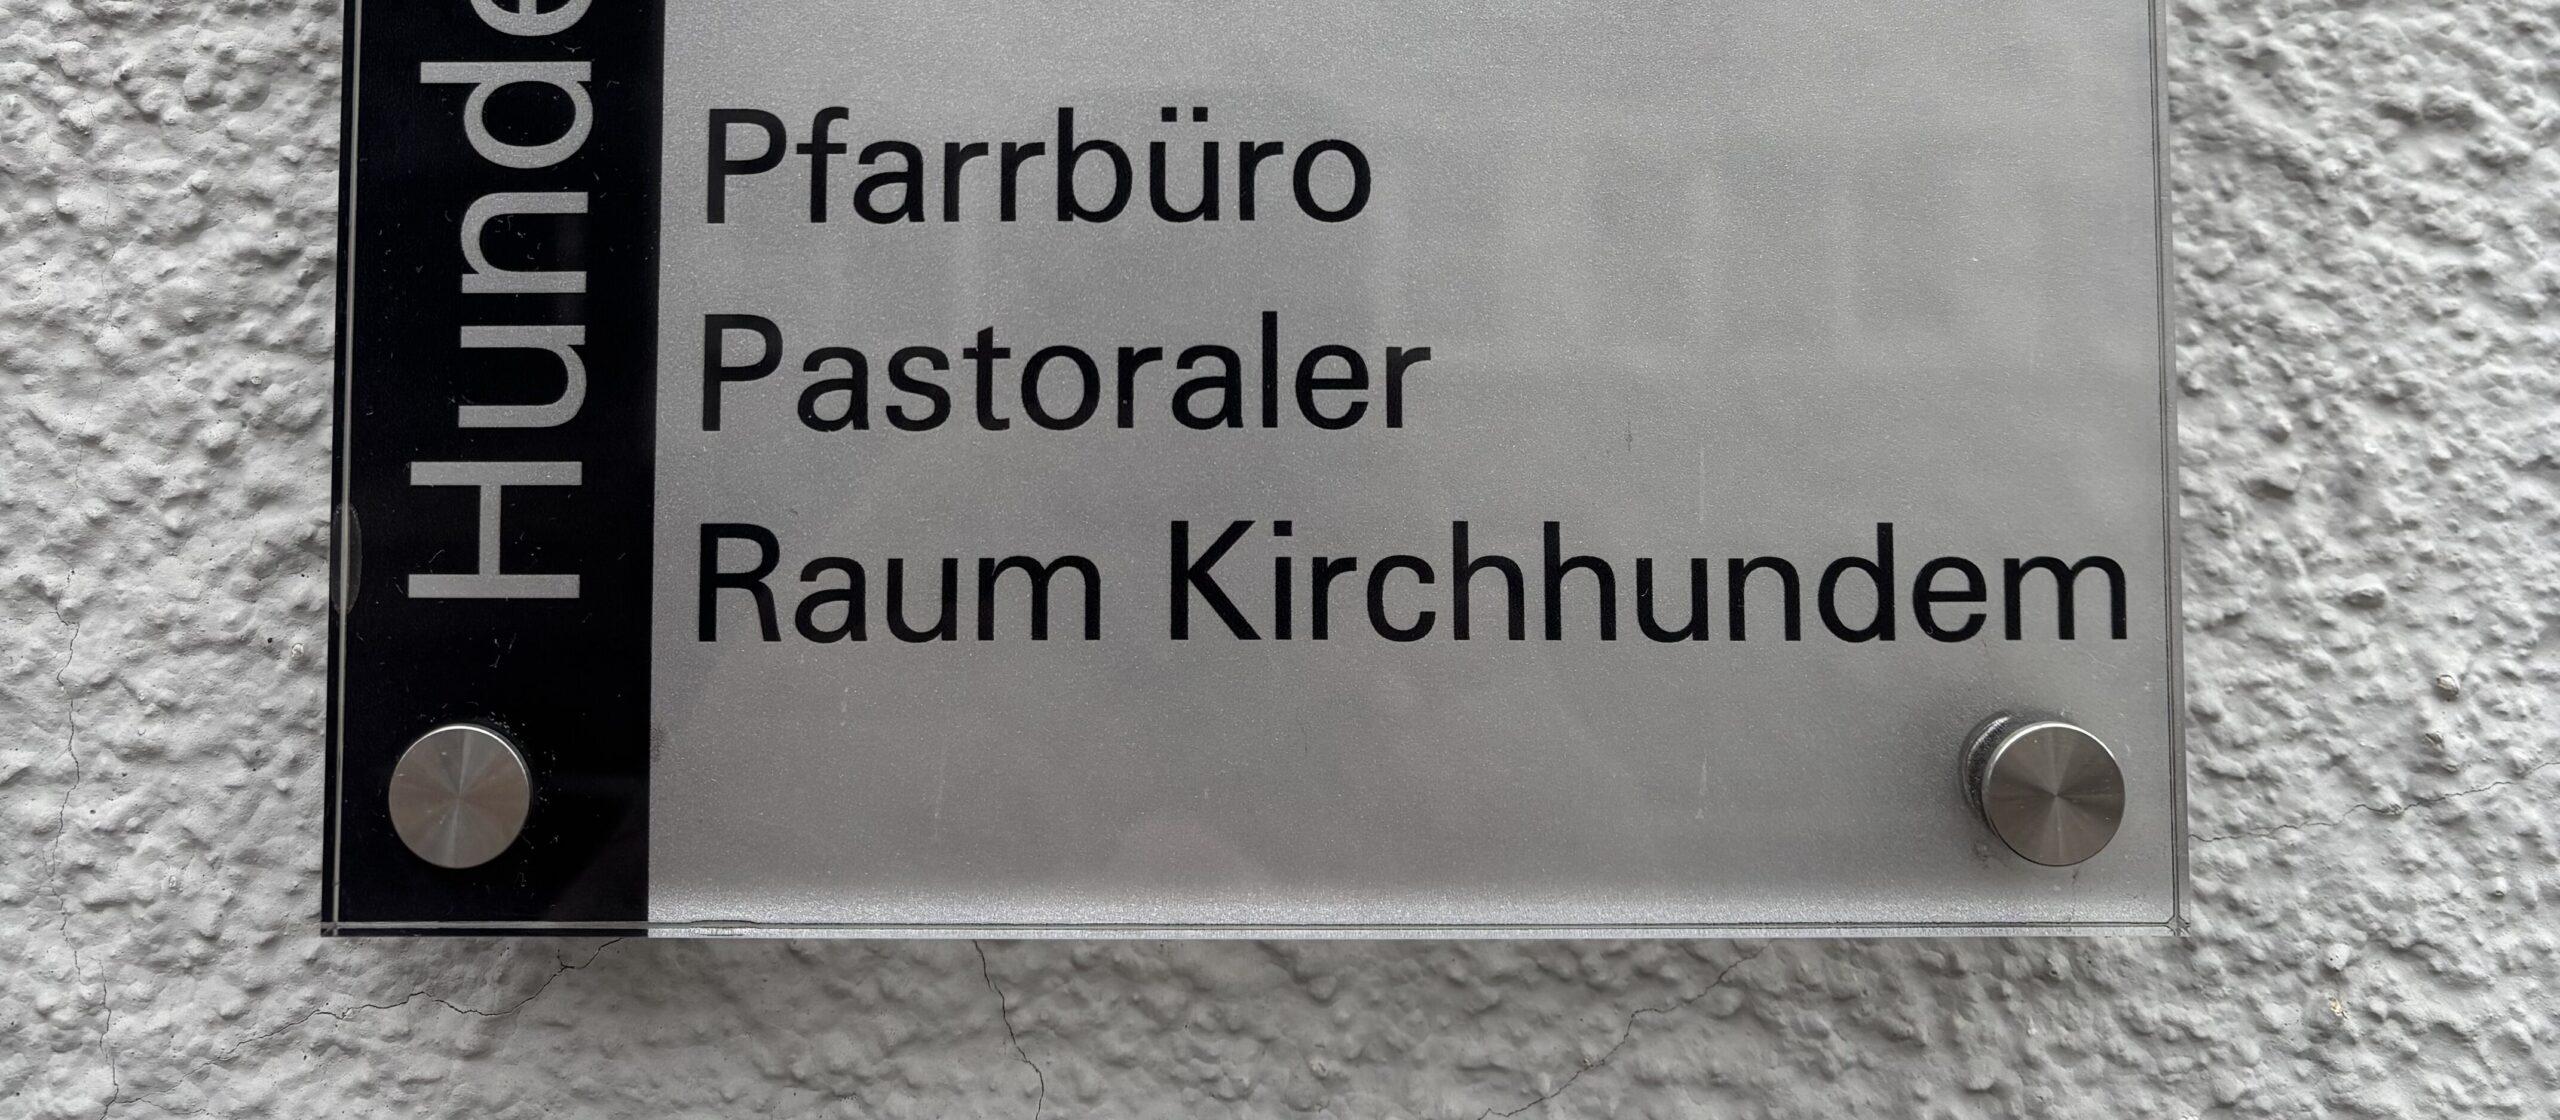 Hunde
Pfarrbüro
Pastoraler
Raum Kirchhundem